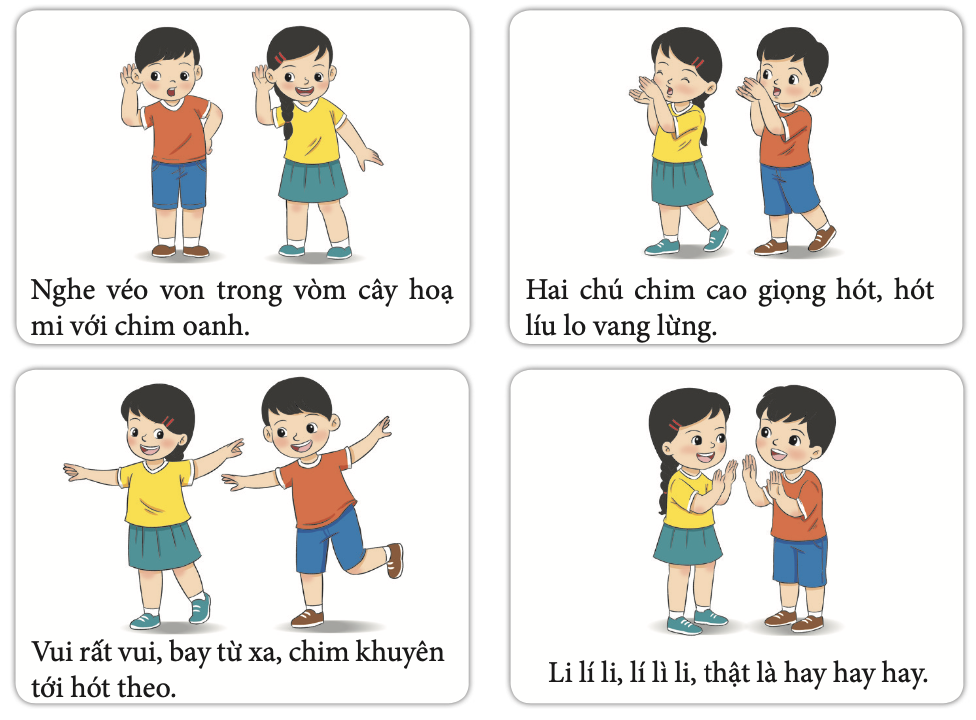 Nghe véo von trong vòm cây hoạ
mi với chim oanh.
Hai chú chim cao giọng hót, hót
líu lo vang lừng.
Vui rất vui, bay từ xa, chim khuyên
tới hót theo.
Li lí li, lí lì li, thật là hay hay hay.